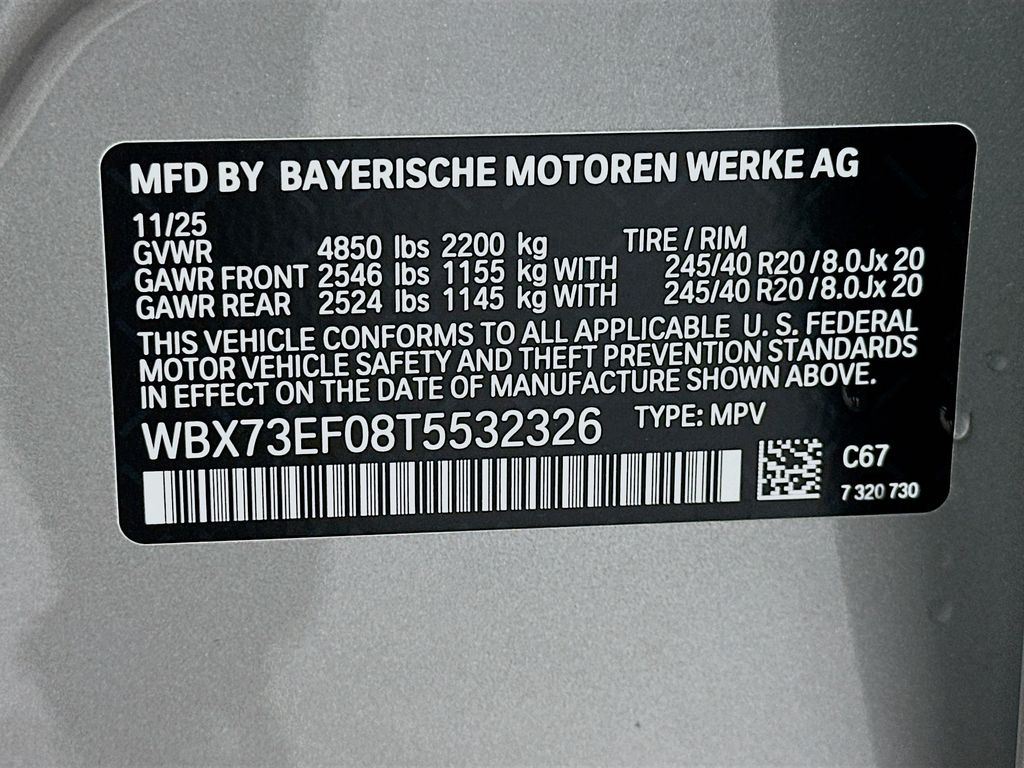 MFD BY BAYERISCHE MOTOREN WERKE AG
11/25
GVWR 4850 lbs 2200 kg TIRE / RIM
GAWR FRONT 2546 lbs 1155 kg WITH 245/40 R20 / 8.0Jx 20
GAWR REAR 2524 lbs 1145 kg WITH 245/40 R20 / 8.0Jx 20
THIS VEHICLE CONFORMS TO ALL APPLICABLE U. S. FEDERAL
MOTOR VEHICLE SAFETY AND THEFT PREVENTION STANDARDS
IN EFFECT ON THE DATE OF MANUFACTURE SHOWN ABOVE.
WBX73EF08T5532326 TYPE: MPV
C67
7 320 730